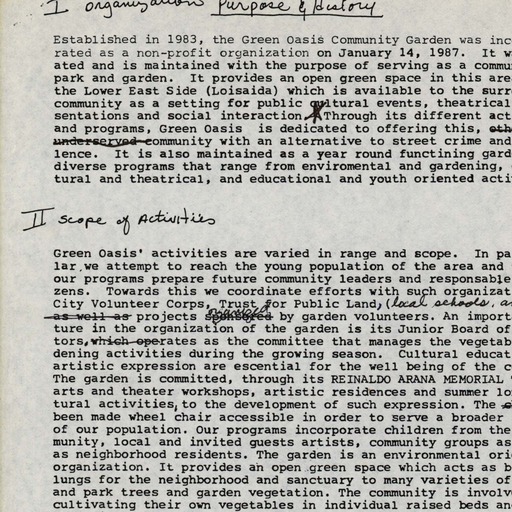 I Organization Purpose & History
Established in 1983, the Green Oasis Community Garden was inc
rated as a non-profit organization on January 14, 1987. It w
ated and is maintained with the purpose of serving as a commu
park and garden. It provides an open green space in this are
the Lower East Side (Loisaida) which is available to the surr
community as a setting for public cultural events, theatrical
sentations and social interaction. Through its different act
and programs, Green Oasis is dedicated to offering this, oth
underserved community with an alternative to street crime and
lence. It is also maintained as a year round functining gard
diverse programs that range from enviromental and gardening,
tural and theatrical, and educational and youth oriented acti
II Scope of Activities
Green Oasis' activities are varied in range and scope. In pa
lar we attempt to reach the young population of the area and
our programs prepare future community leaders and responsable
zens. Towards this we coordinate efforts with such organizat
City Volunteer Corps, Trust for Public Land, (local schools, a
as well as projects sponsored organized by garden volunteers. An import
ture in the organization of the garden is its Junior Board of
tors, which operates as the committee that manages the vegetab
dening activities during the growing season. Cultural educat
artistic expression are escential for the well being of the c
The garden is committed, through its REINALDO ARANA MEMORIAL
arts and theater workshops, artistic residences and summer lo
tural activities, to the development of such expression. The
been made wheel chair accessible in order to serve a broader
of our population. Our programs incorporate children from the
munity, local and invited guests artists, community groups as
as neighborhood residents. The garden is an environmental ori
organization. It provides an open green space which acts as b
lungs for the neighborhood and sanctuary to many varieties of
and park trees and garden vegetation. The community is involv
cultivating their own vegetables in individual raised beds an